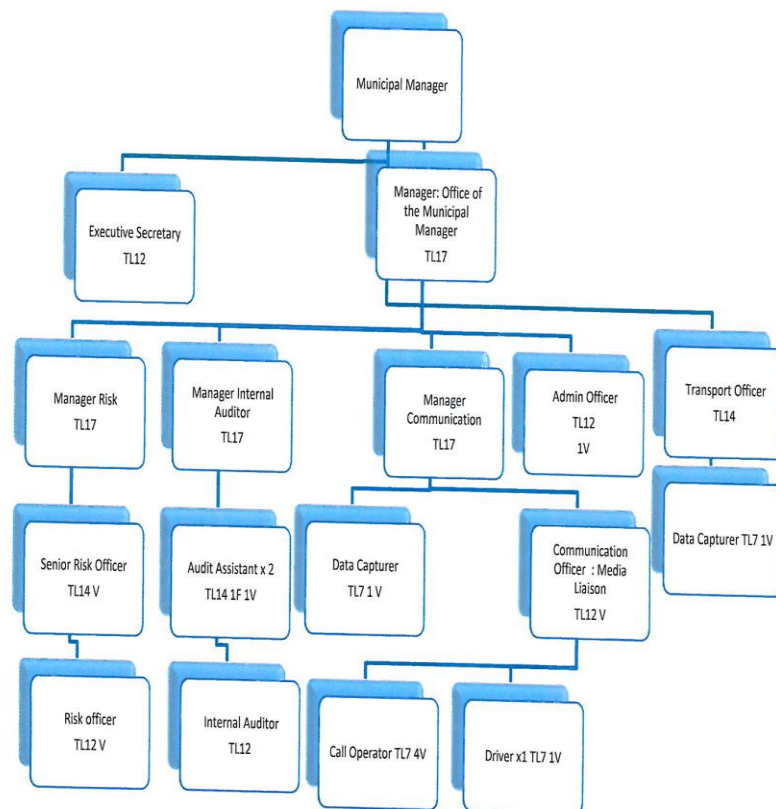 Municipal Manager
Executive Secretary
TL12
Manager: Office of
the Municipal
Manager
TL17
Manager Risk
TL17
Manager Internal
Auditor
TL17
Manager
Communication
TL17
Admin Officer
TL12
1V
Transport Officer
TL14
Senior Risk Officer
TL14 V
Audit Assistant x 2
TL14 1F 1V
Data Capturer
TL7 1 V
Communication
Officer : Media
Liaison
TL12 V
Data Capturer TL7 1V
Risk officer
TL12 V
Internal Auditor
TL12
Call Operator TL7 4V
Driver x1 TL7 1V